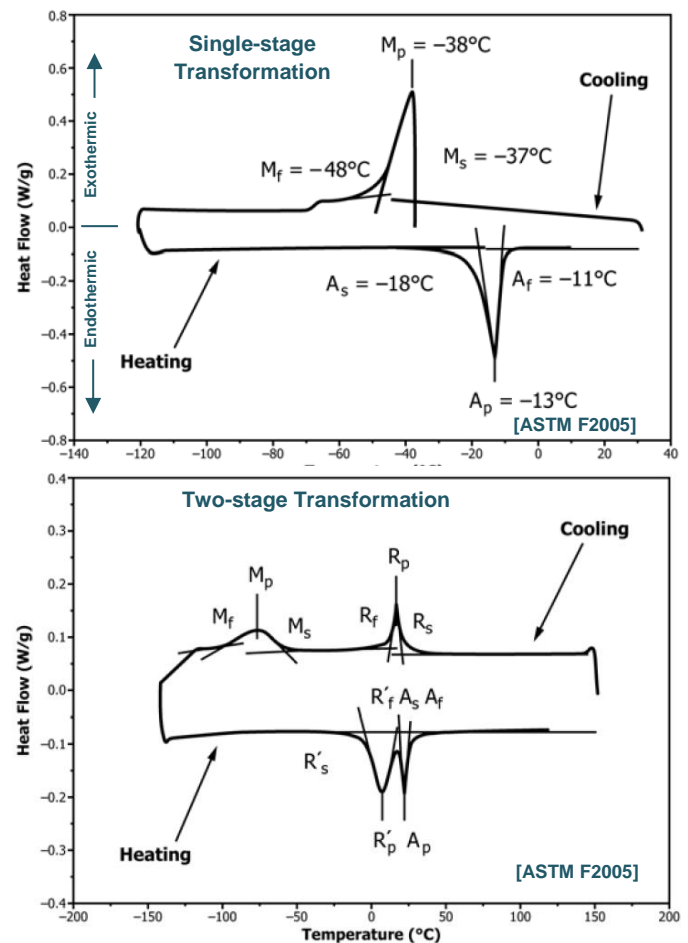 Single-stage
Transformation
Mp = −38°C
Cooling
Mf = −48°C
Ms = −37°C
As = −18°C
Af = −11°C
Heating
Ap = −13°C
[ASTM F2005]
Exothermic
Endothermic
Heat Flow (W/g)
0.8
0.6
0.4
0.2
0.0
−0.2
−0.4
−0.6
−0.8
−140
−120
−100
−80
−60
−40
−20
0
20
40
Two-stage Transformation
Cooling
Mp
Rp
Mf
Ms
Rf
Rs
R′f As Af
R′s
Heating
R′p
Ap
[ASTM F2005]
Heat Flow (W/g)
0.4
0.3
0.2
0.1
0.0
−0.1
−0.2
−0.3
−0.4
−200
−150
−100
−50
0
50
100
150
200
Temperature (°C)